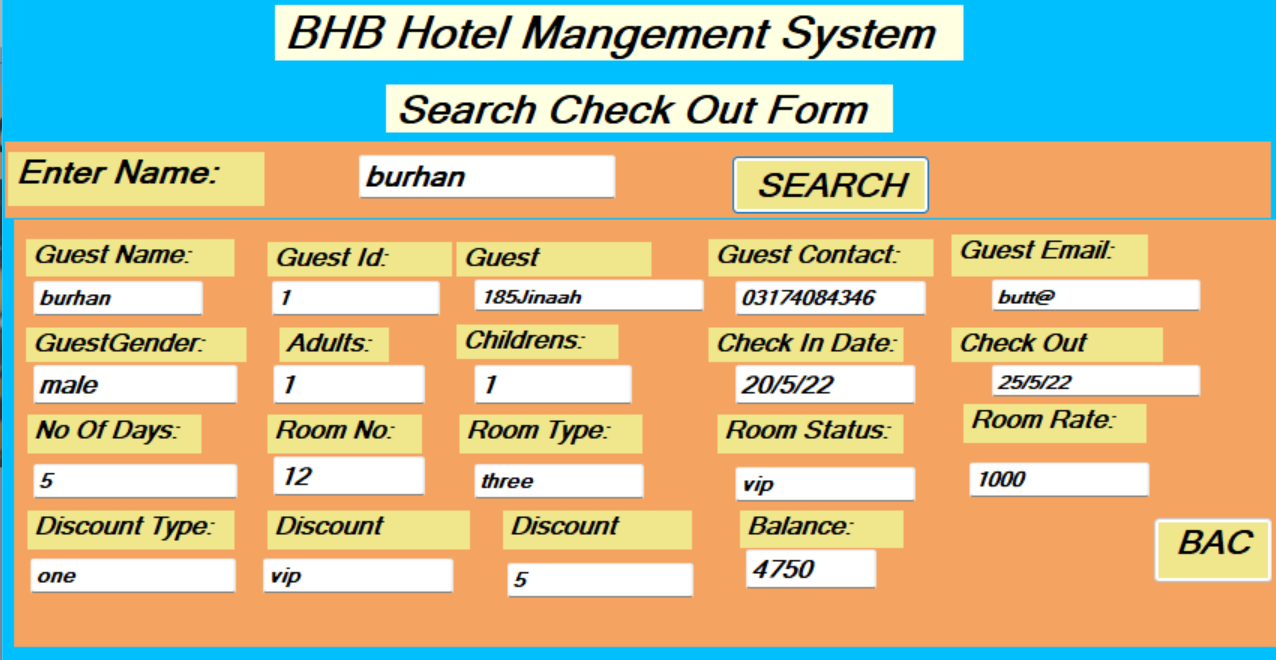 BHB Hotel Mangement System
Search Check Out Form
Enter Name: burhan SEARCH
Guest Name: Guest Id: Guest Guest Contact: Guest Email:
burhan 1 185Jinaah 03174084346 butt@
GuestGender: Adults: Childrens: Check In Date: Check Out
male 1 1 20/5/22 25/5/22
No Of Days: Room No: Room Type: Room Status: Room Rate:
5 12 three vip 1000
Discount Type: Discount Discount Balance: BAC
one vip 5 4750